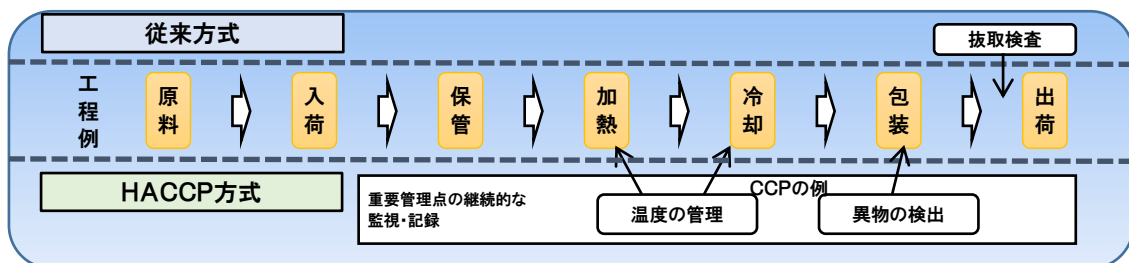 従来方式
抜取検査
工程例
原料
入荷
保管
加熱
冷却
包装
出荷
HACCP方式
重要管理点の継続的な
監視・記録
CCPの例
温度の管理
異物の検出